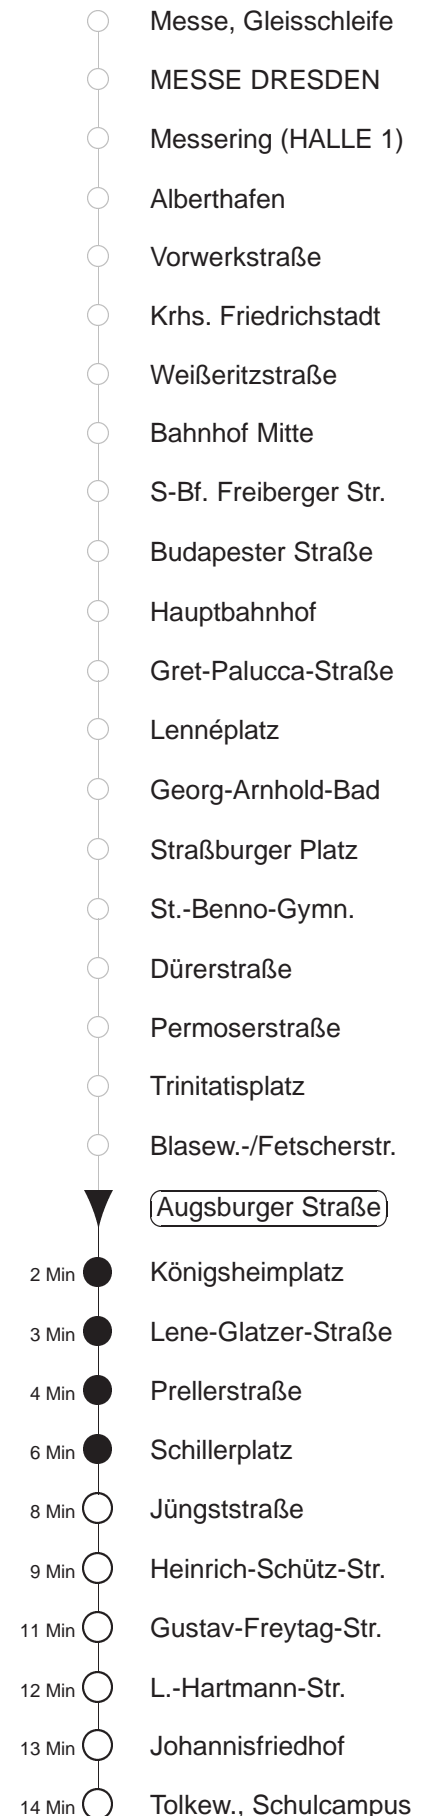 Messe, Gleisschleife
MESSE DRESDEN
Messering (HALLE 1)
Alberthafen
Vorwerkstraße
Krhs. Friedrichstadt
Weißeritzstraße
Bahnhof Mitte
S-Bf. Freiberger Str.
Budapester Straße
Hauptbahnhof
Gret-Palucca-Straße
Lennéplatz
Georg-Arnhold-Bad
Straßburger Platz
St.-Benno-Gymn.
Dürerstraße
Permoserstraße
Trinitatisplatz
Blasew.-/Fetscherstr.
Augsburger Straße
2 Min Königsheimplatz
3 Min Lene-Glatzer-Straße
4 Min Prellerstraße
6 Min Schillerplatz
8 Min Jüngststraße
9 Min Heinrich-Schütz-Str.
11 Min Gustav-Freytag-Str.
12 Min L.-Hartmann-Str.
13 Min Johannisfriedhof
14 Min Tolkew., Schulcampus